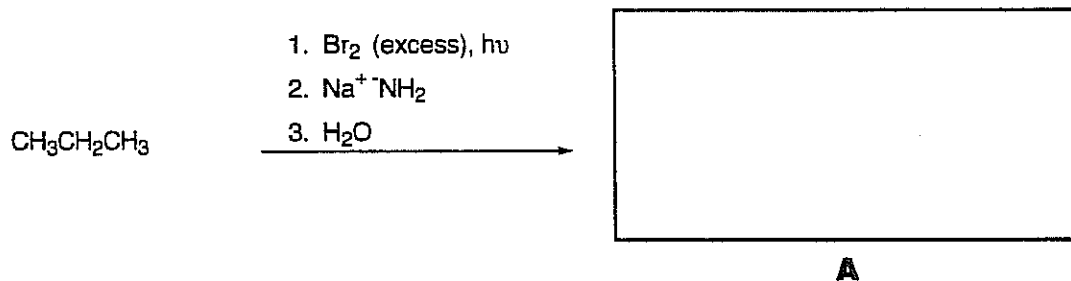 1. Br₂ (excess), hυ
2. Na⁺ ⁻NH₂
3. H₂O
CH₃CH₂CH₃
A